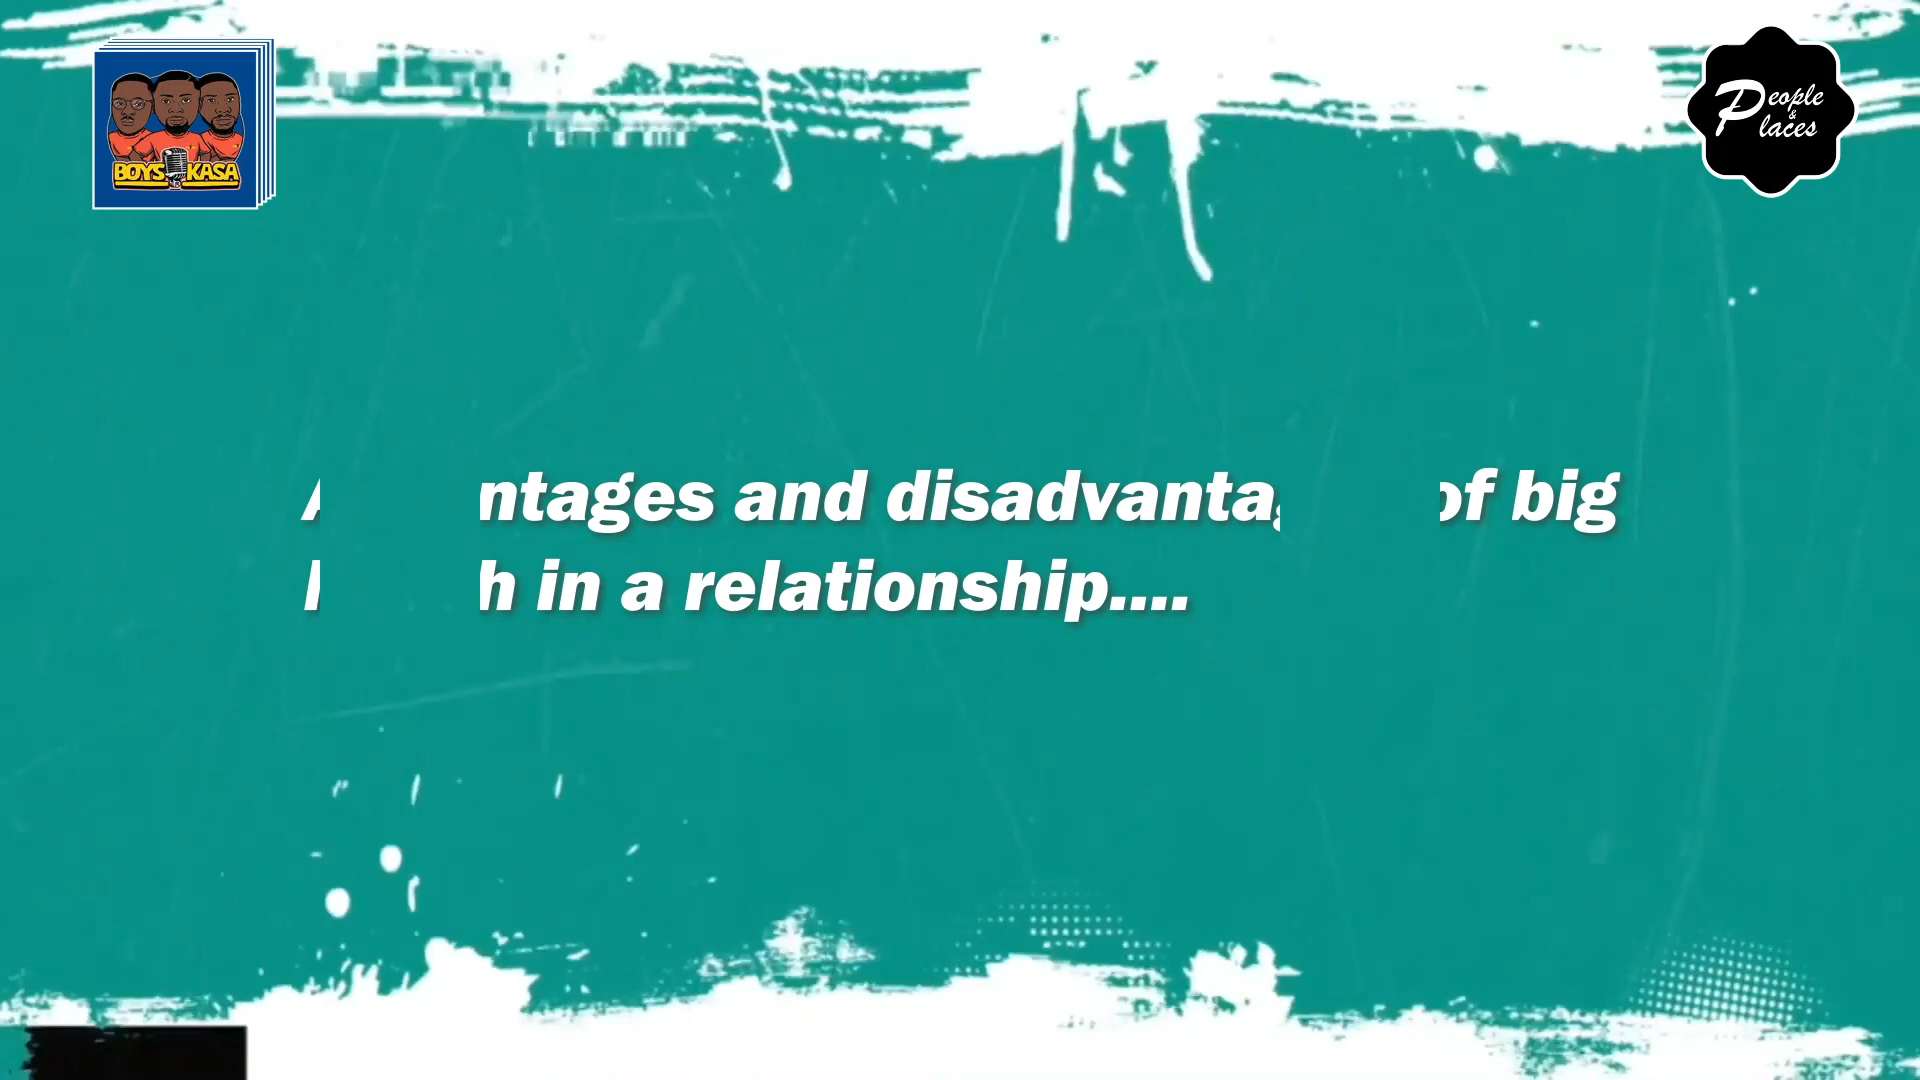 BOYS KASA
People
&
Places
ntages and disadvanta of big
h in a relationship....